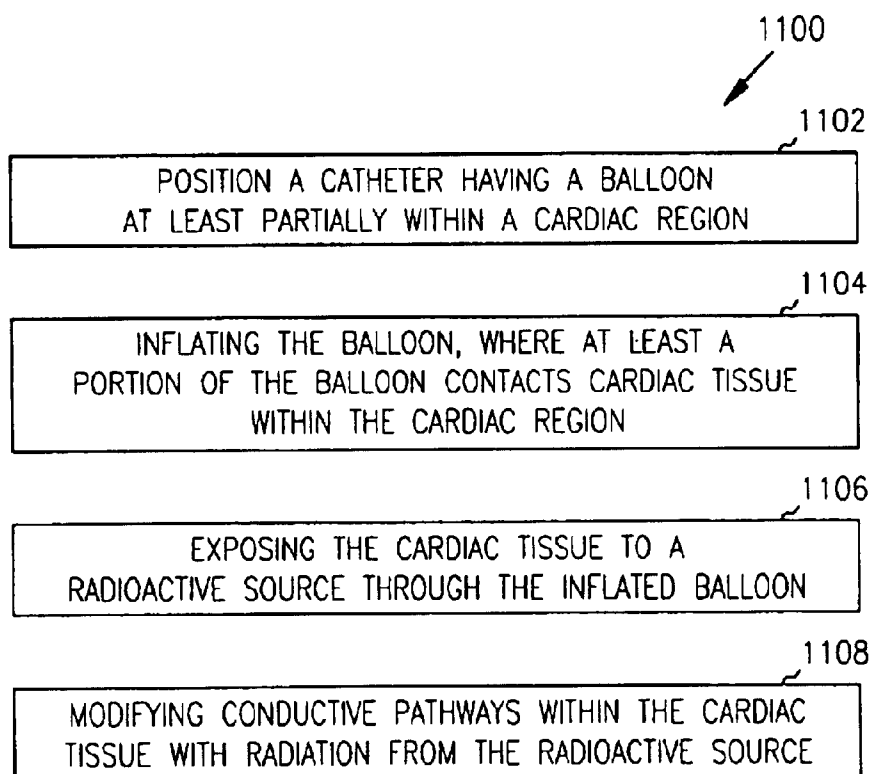 1100
1102
POSITION A CATHETER HAVING A BALLOON
AT LEAST PARTIALLY WITHIN A CARDIAC REGION
1104
INFLATING THE BALLOON, WHERE AT LEAST A
PORTION OF THE BALLOON CONTACTS CARDIAC TISSUE
WITHIN THE CARDIAC REGION
1106
EXPOSING THE CARDIAC TISSUE TO A
RADIOACTIVE SOURCE THROUGH THE INFLATED BALLOON
1108
MODIFYING CONDUCTIVE PATHWAYS WITHIN THE CARDIAC
TISSUE WITH RADIATION FROM THE RADIOACTIVE SOURCE